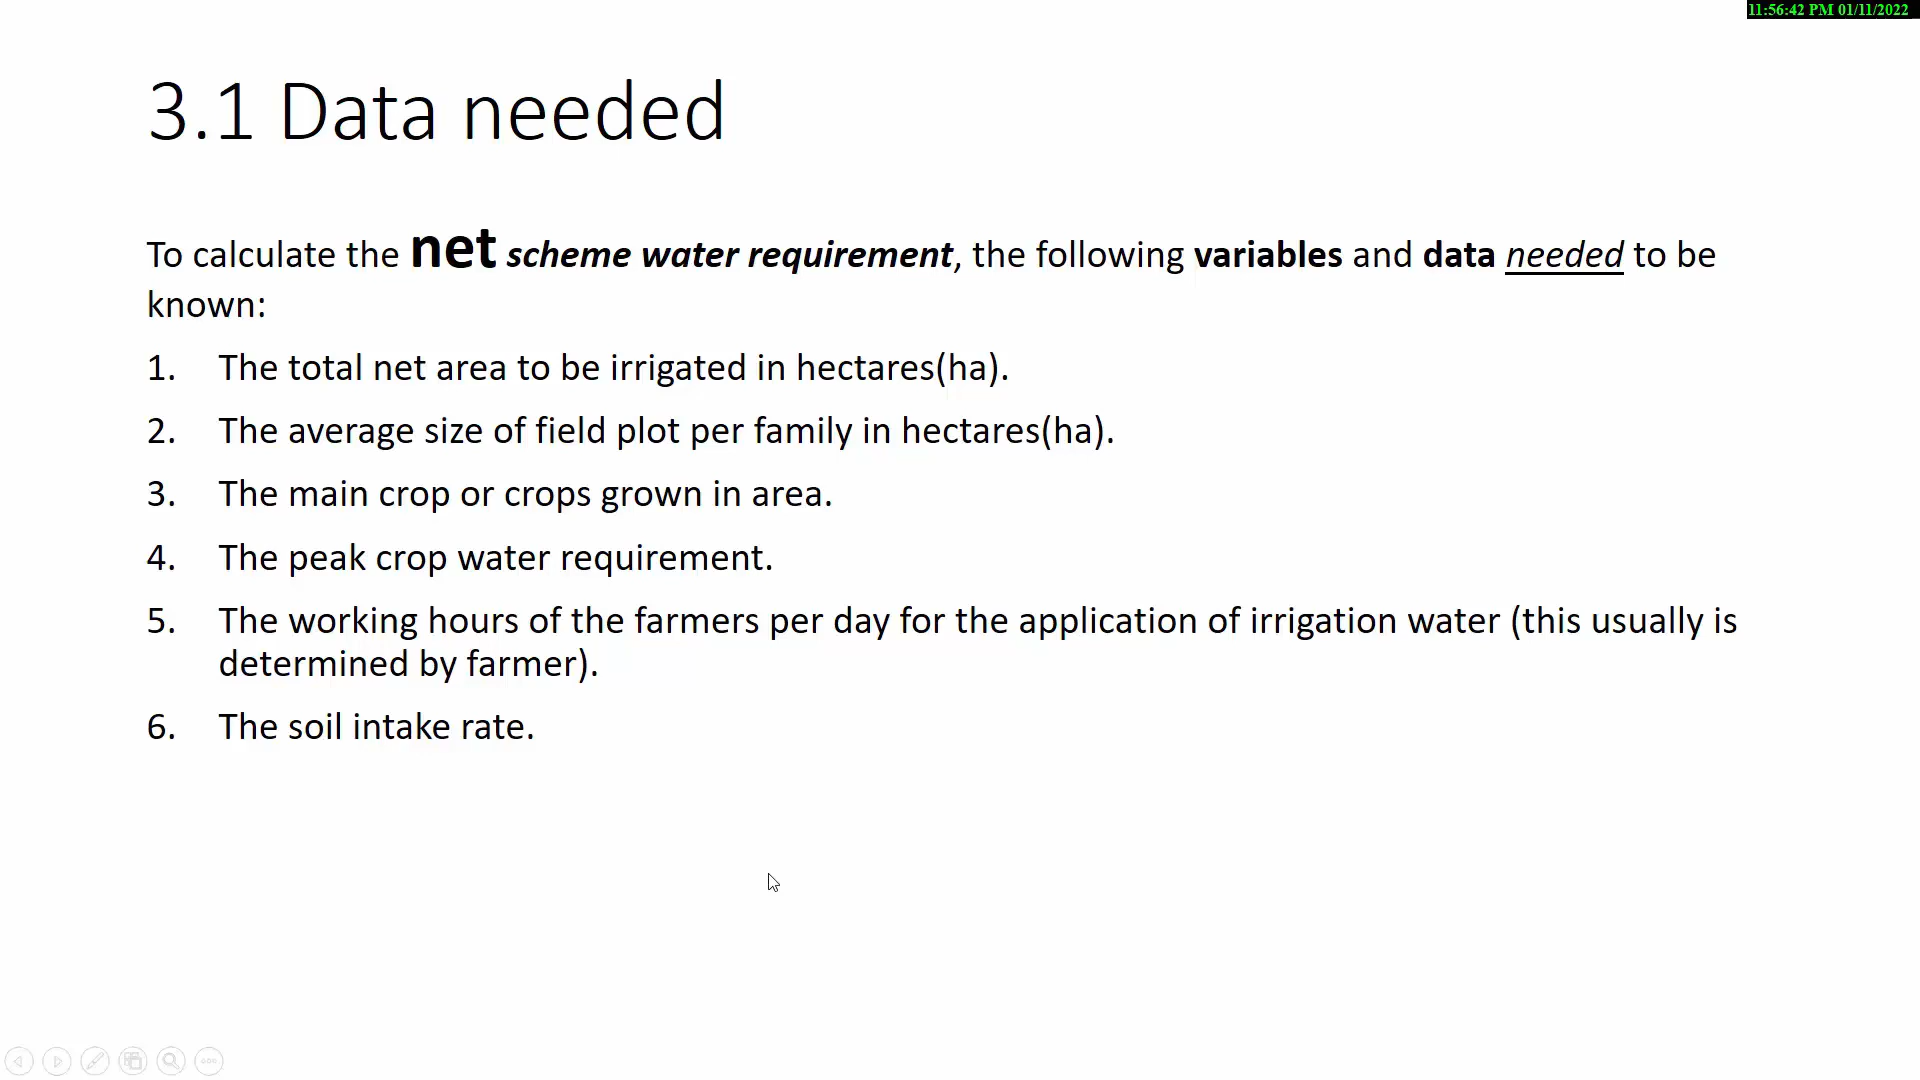 11:56:42 PM 01/11/2022
3.1 Data needed
To calculate the net scheme water requirement, the following variables and data needed to be
known:
1. The total net area to be irrigated in hectares(ha).
2. The average size of field plot per family in hectares(ha).
3. The main crop or crops grown in area.
4. The peak crop water requirement.
5. The working hours of the farmers per day for the application of irrigation water (this usually is
determined by farmer).
6. The soil intake rate.